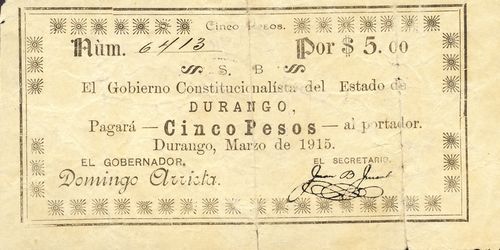 Cinco Pesos.
Núm. 6413 Por $ 5.00
S. B
El Gobierno Constitucionalista del Estado de
DURANGO,
Pagará — Cinco Pesos — al portador.
Durango, Marzo de 1915.
EL GOBERNADOR, EL SECRETARIO,
Domingo Arrieta. Juan B